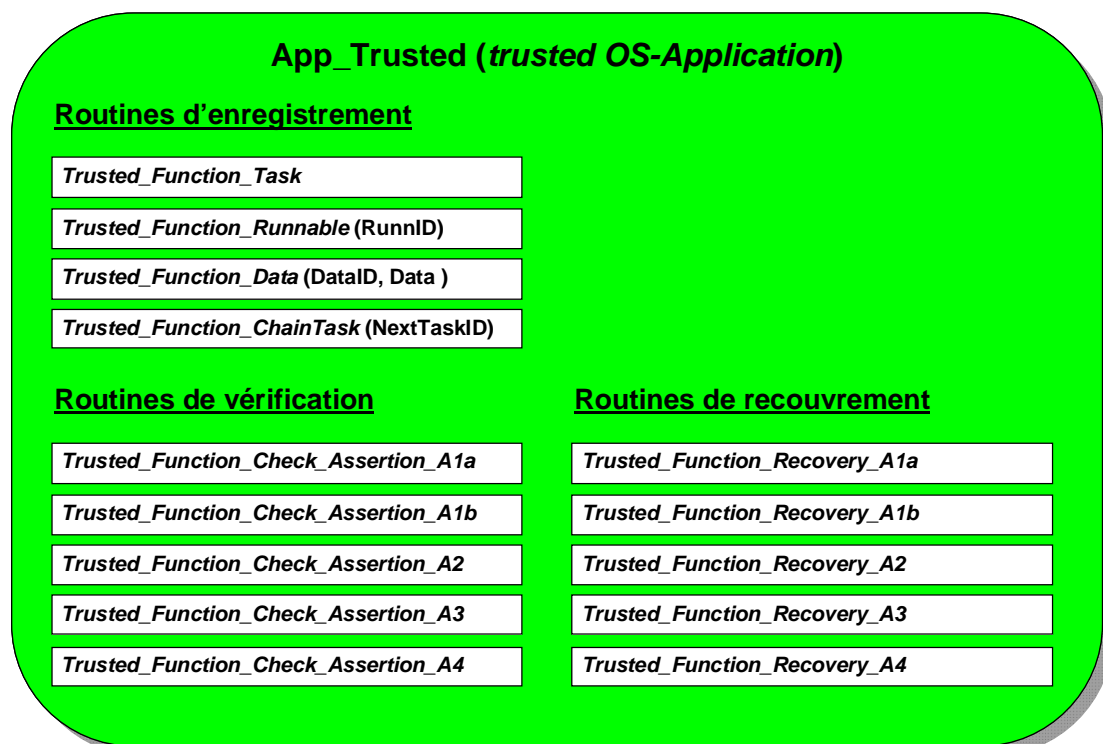 App_Trusted (trusted OS-Application)
Routines d’enregistrement
Trusted_Function_Task
Trusted_Function_Runnable (RunnID)
Trusted_Function_Data (DataID, Data )
Trusted_Function_ChainTask (NextTaskID)
Routines de vérification
Trusted_Function_Check_Assertion_A1a
Trusted_Function_Check_Assertion_A1b
Trusted_Function_Check_Assertion_A2
Trusted_Function_Check_Assertion_A3
Trusted_Function_Check_Assertion_A4
Routines de recouvrement
Trusted_Function_Recovery_A1a
Trusted_Function_Recovery_A1b
Trusted_Function_Recovery_A2
Trusted_Function_Recovery_A3
Trusted_Function_Recovery_A4